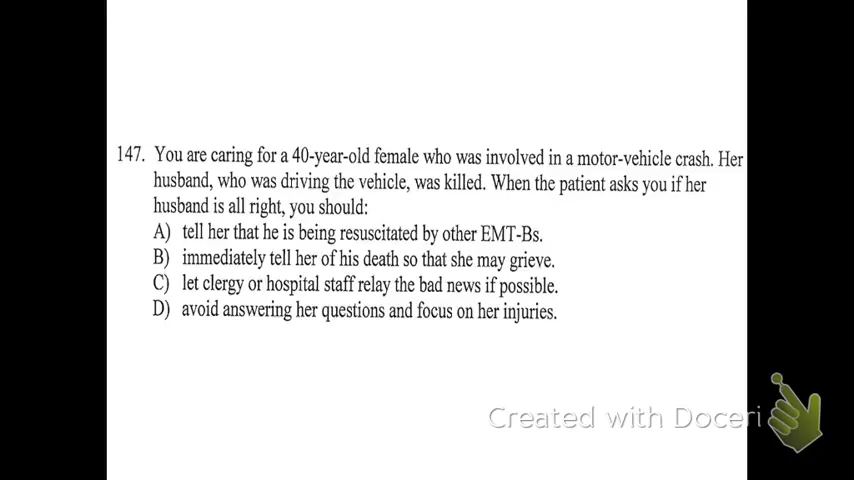 147. You are caring for a 40-year-old female who was involved in a motor-vehicle crash. Her
husband, who was driving the vehicle, was killed. When the patient asks you if her
husband is all right, you should:
A) tell her that he is being resuscitated by other EMT-Bs.
B) immediately tell her of his death so that she may grieve.
C) let clergy or hospital staff relay the bad news if possible.
D) avoid answering her questions and focus on her injuries.
Created with Doceri